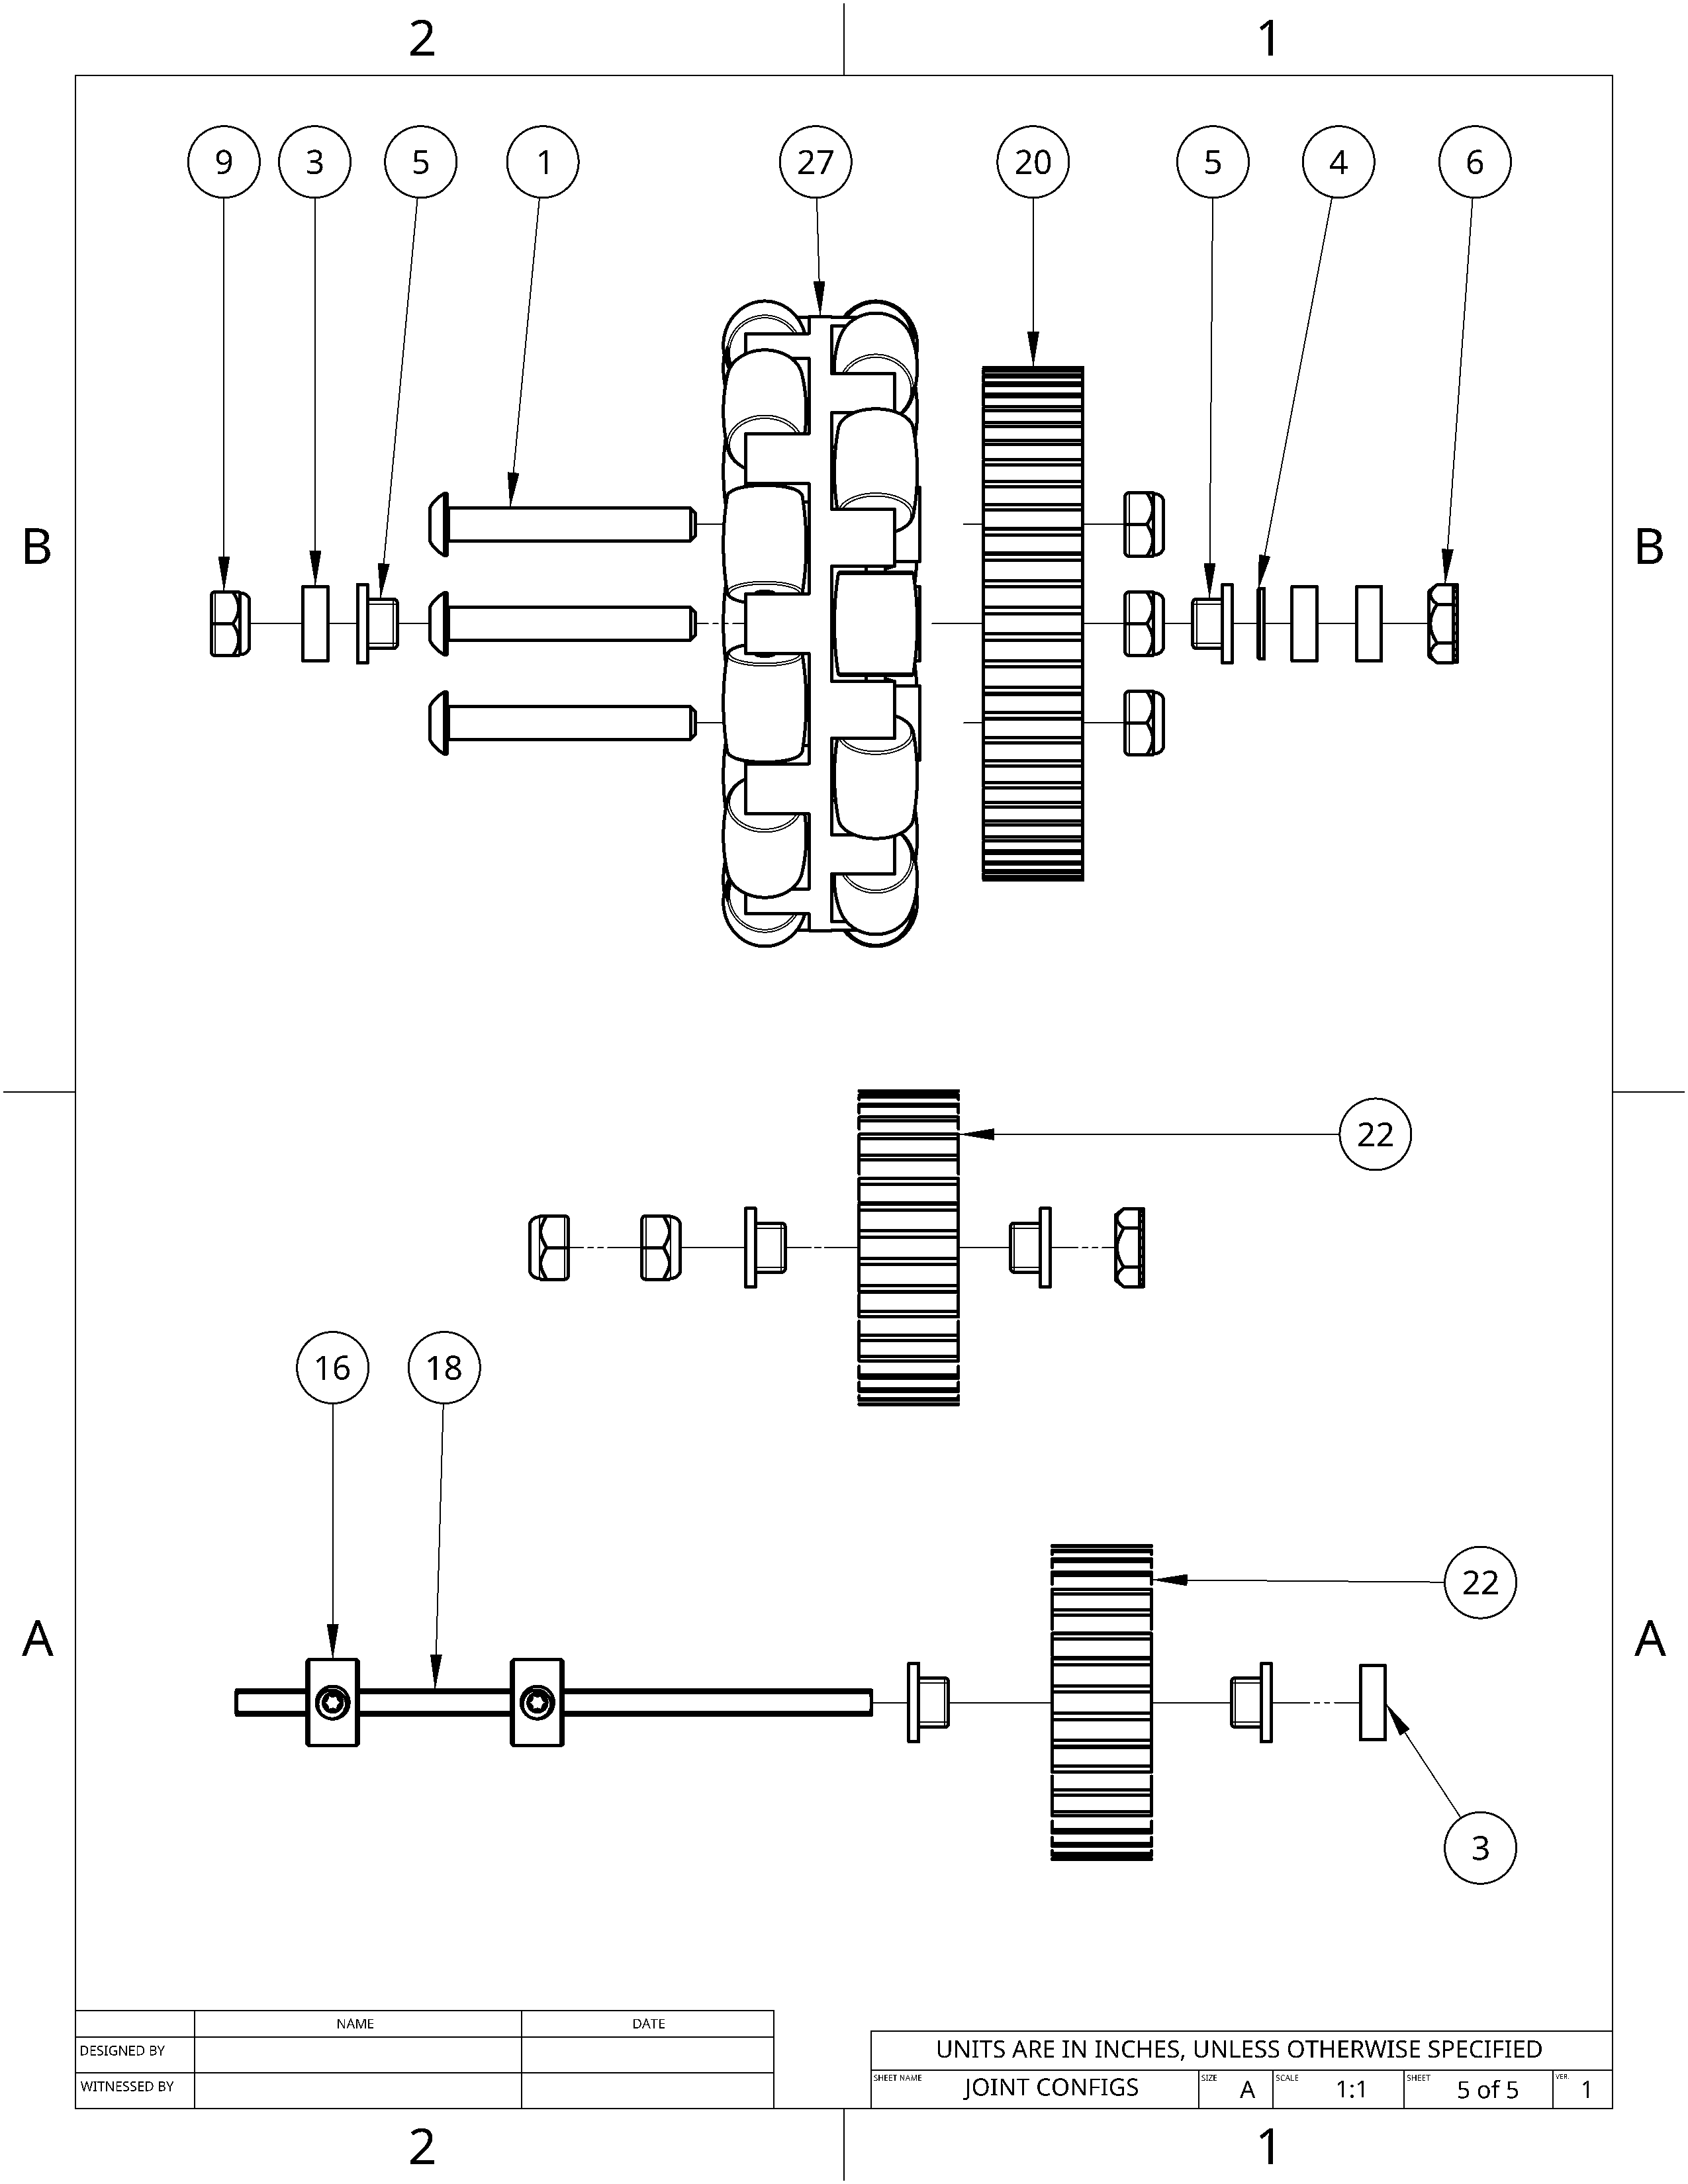 2 1
9 3 5 1 27 20 5 4 6
B B
22
16 18
22
A A
3
NAME DATE
DESIGNED BY
WITNESSED BY
UNITS ARE IN INCHES, UNLESS OTHERWISE SPECIFIED
SHEET NAME JOINT CONFIGS SIZE A SCALE 1:1 SHEET 5 of 5 VER. 1
2 1